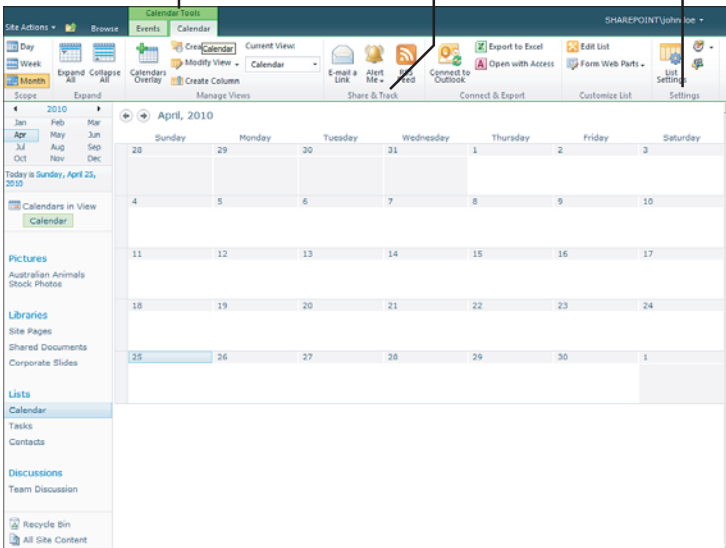 Calendar Tools
Site Actions Browse Events Calendar SHAREPOINT\johndoe
Day
Week
Month
Scope
Expand All
Collapse All
Expand
Calendars Overlay
Crea
Calendar
Modify View
Create Column
Current View:
Calendar
Manage Views
E-mail a Link
Alert Me
RSS Feed
Share & Track
Connect to Outlook
Export to Excel
Open with Access
Connect & Export
Edit List
Form Web Parts
Customize List
List Settings
Settings
2010
Jan Feb Mar
Apr May Jun
Jul Aug Sep
Oct Nov Dec
Today is Sunday, April 25,
2010
Calendars in View
Calendar
Pictures
Australian Animals
Stock Photos
Libraries
Site Pages
Shared Documents
Corporate Slides
Lists
Calendar
Tasks
Contacts
Discussions
Team Discussion
Recycle Bin
All Site Content
April, 2010
Sunday Monday Tuesday Wednesday Thursday Friday Saturday
28 29 30 31 1 2 3
4 5 6 7 8 9 10
11 12 13 14 15 16 17
18 19 20 21 22 23 24
25 26 27 28 29 30 1